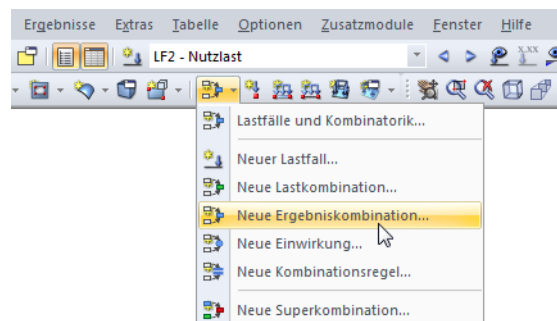 Ergebnisse Extras Tabelle Optionen Zusatzmodule Fenster Hilfe
LF2 - Nutzlast
x.xx
Lastfälle und Kombinatorik...
Neuer Lastfall...
Neue Lastkombination...
Neue Ergebniskombination...
Neue Einwirkung...
Neue Kombinationsregel...
Neue Superkombination...